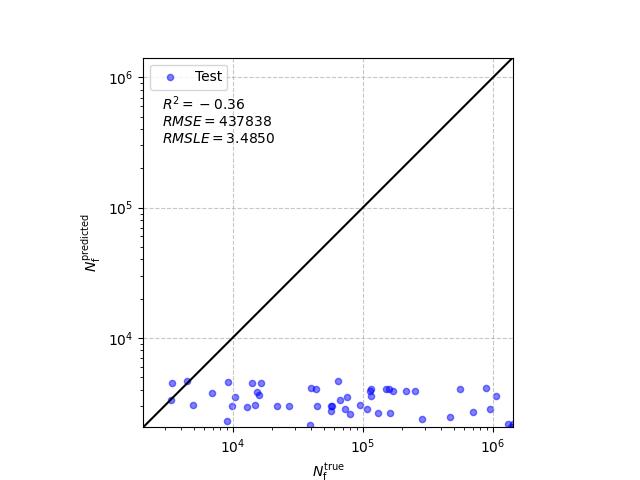 10^6
Test
R^2 = −0.36
RMSE = 437838
RMSLE = 3.4850
10^5
N_f^predicted
10^4
10^4 10^5 10^6
N_f^true